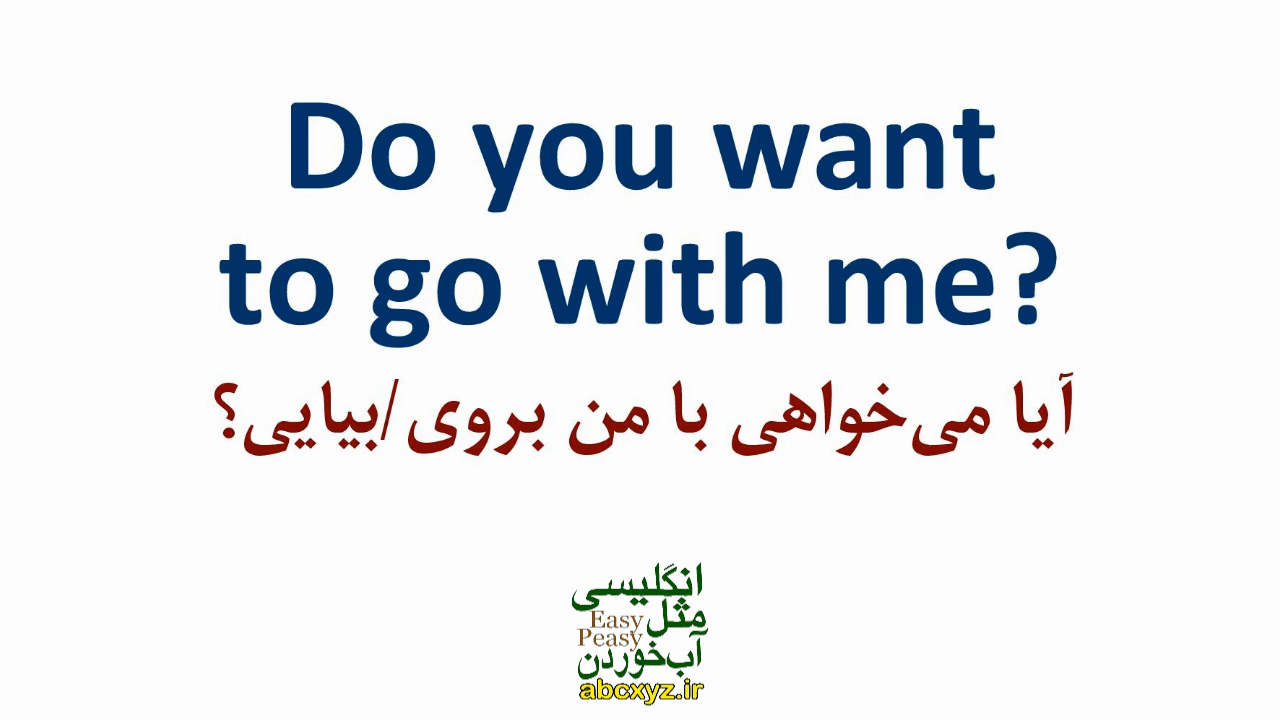 Do you want
to go with me?
آیا می‌خواهی با من بروی/بیایی؟
انگلیسی
مثل
Easy
Peasy
آب‌خوردن
abcxyz.ir